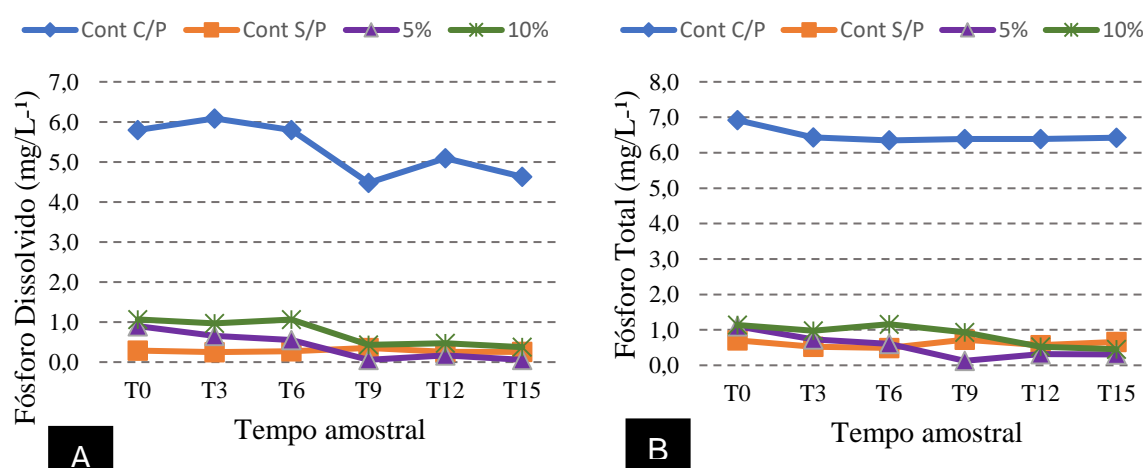 Cont C/P Cont S/P 5% 10%
Fósforo Dissolvido (mg/L-¹)
7,0
6,0
5,0
4,0
3,0
2,0
1,0
0,0
T0 T3 T6 T9 T12 T15
Tempo amostral
A
Cont C/P Cont S/P 5% 10%
Fósforo Total (mg/L-¹)
8,0
7,0
6,0
5,0
4,0
3,0
2,0
1,0
0,0
T0 T3 T6 T9 T12 T15
Tempo amostral
B